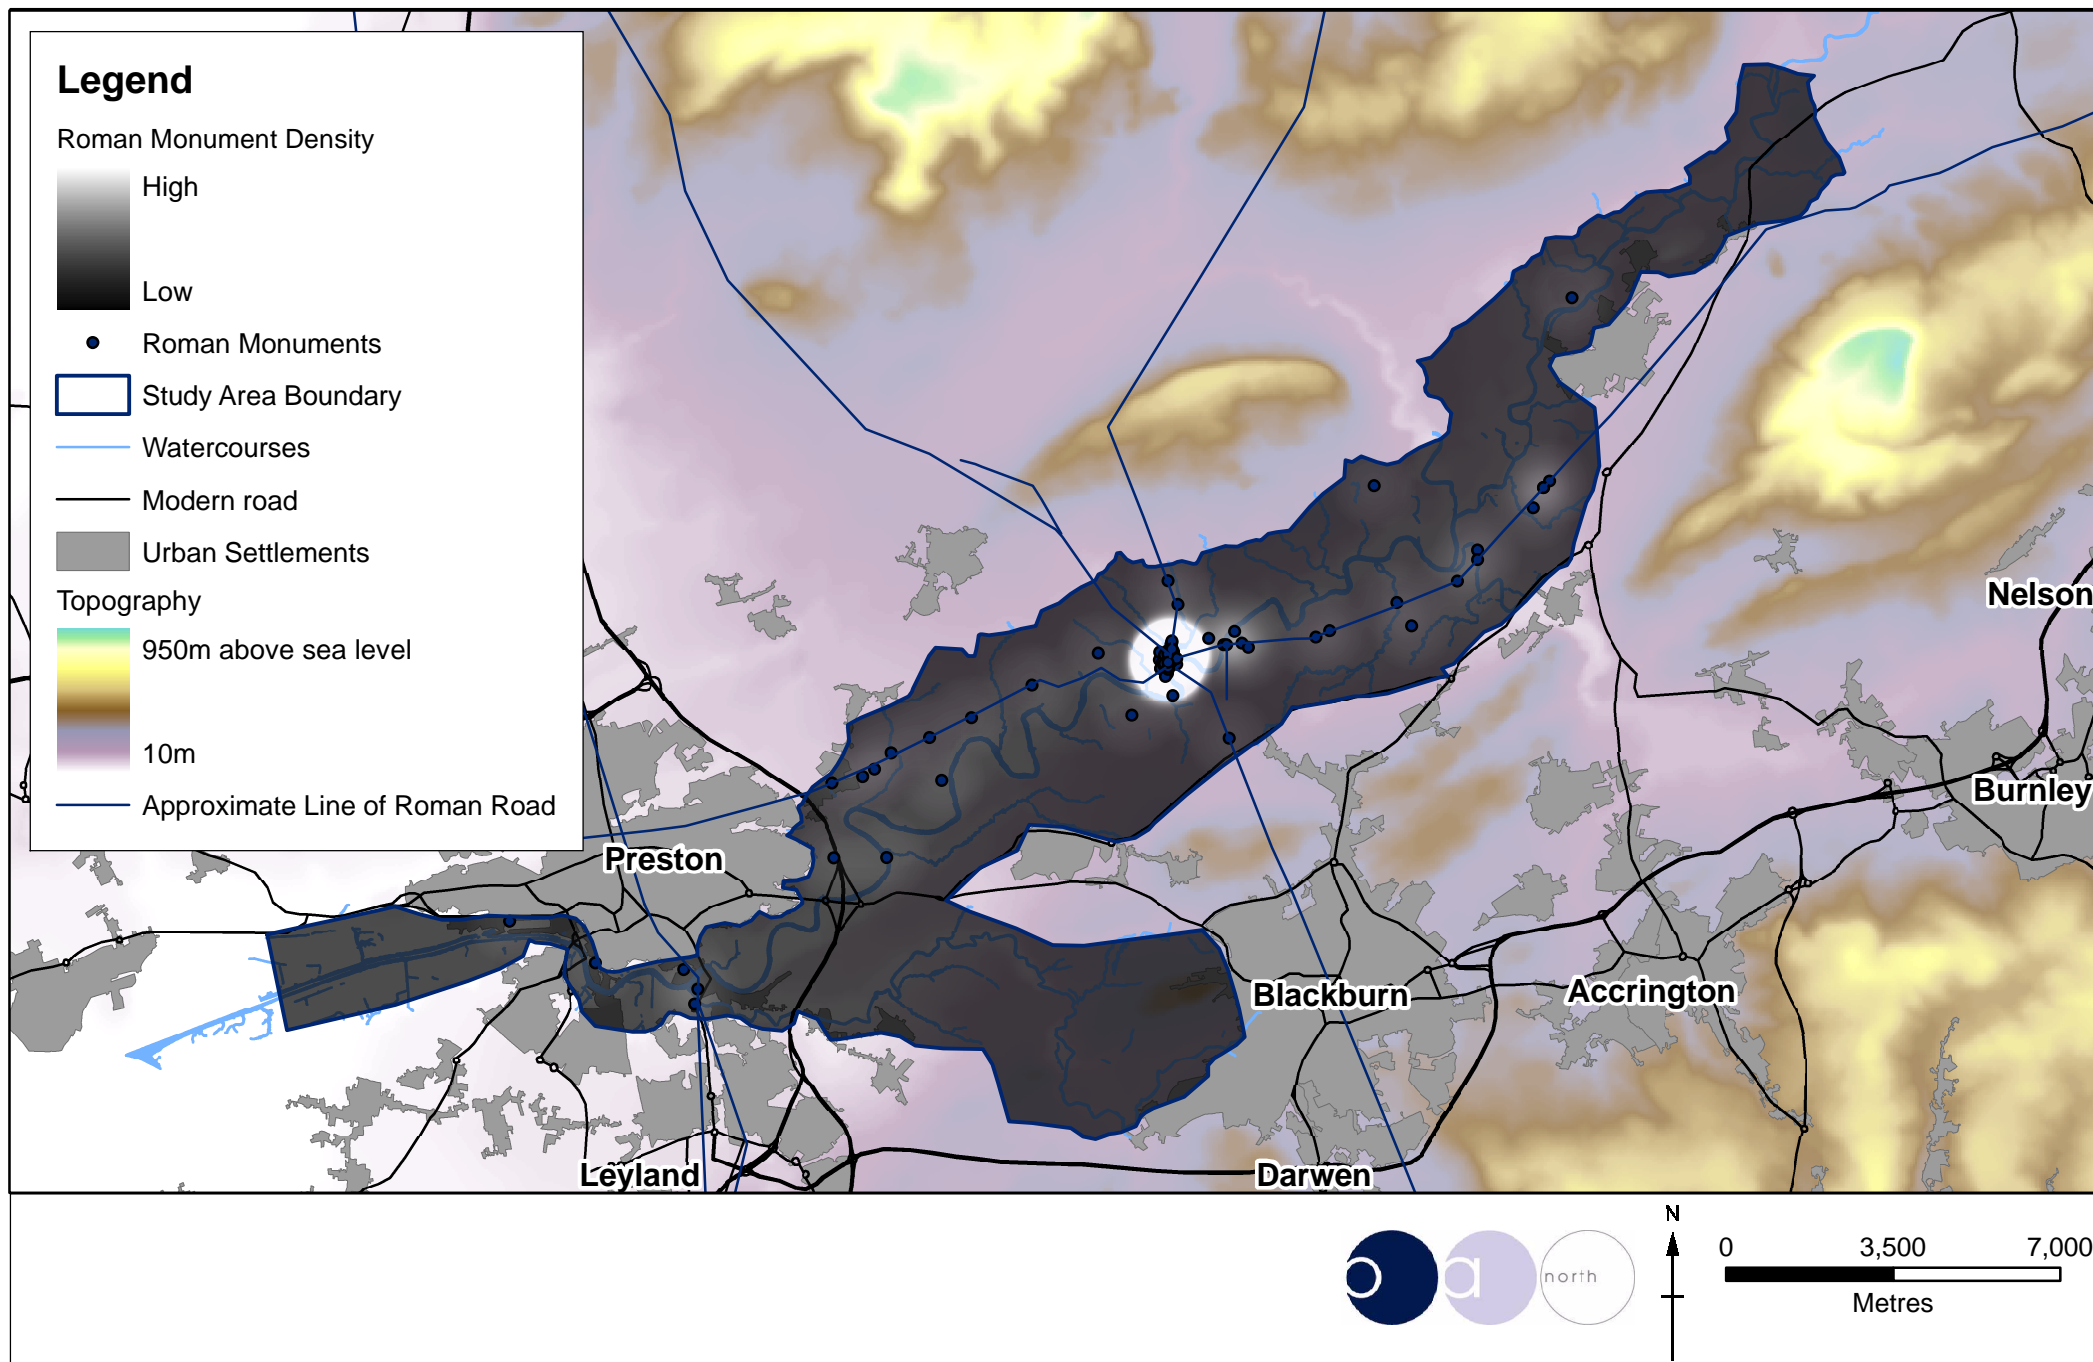 Legend
Roman Monument Density
High
Low
Roman Monuments
Study Area Boundary
Watercourses
Modern road
Urban Settlements
Topography
950m above sea level
10m
Approximate Line of Roman Road
Nelson
Burnley
Preston
Blackburn
Accrington
Leyland
Darwen
N
o a north
0 3,500 7,000
Metres